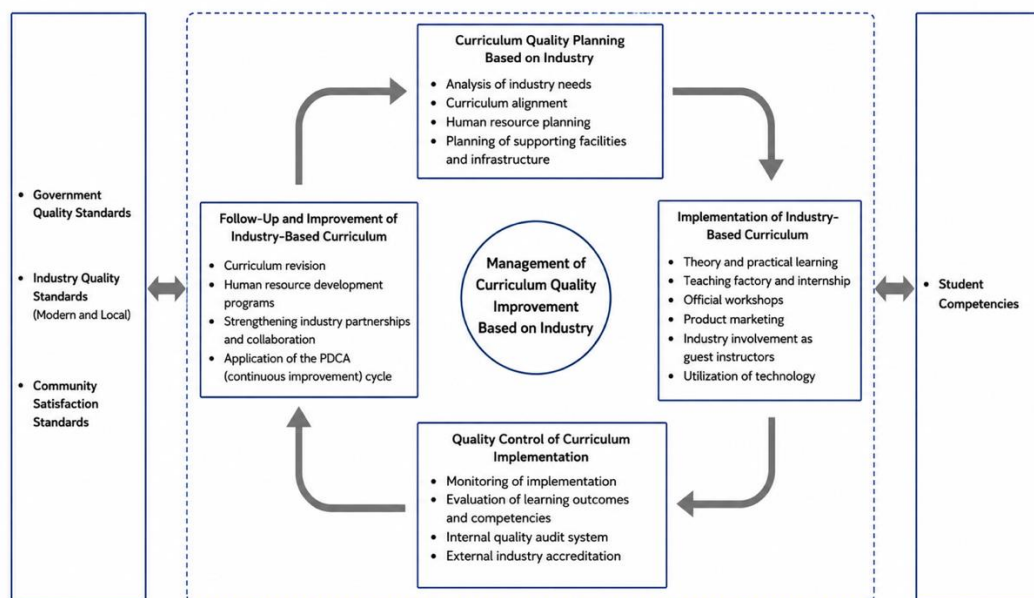 Government
Quality Standards
Industry Quality
Standards
(Modern and Local)
Community
Satisfaction
Standards
Curriculum Quality Planning
Based on Industry
Analysis of industry needs
Curriculum alignment
Human resource planning
Planning of supporting facilities
and infrastructure
Follow-Up and Improvement of
Industry-Based Curriculum
Curriculum revision
Human resource development
programs
Strengthening industry partnerships
and collaboration
Application of the PDCA
(continuous improvement) cycle
Management of
Curriculum Quality
Improvement
Based on Industry
Implementation of Industry-
Based Curriculum
Theory and practical learning
Teaching factory and internship
Official workshops
Product marketing
Industry involvement as
guest instructors
Utilization of technology
Quality Control of Curriculum
Implementation
Monitoring of implementation
Evaluation of learning outcomes
and competencies
Internal quality audit system
External industry accreditation
Student
Competencies